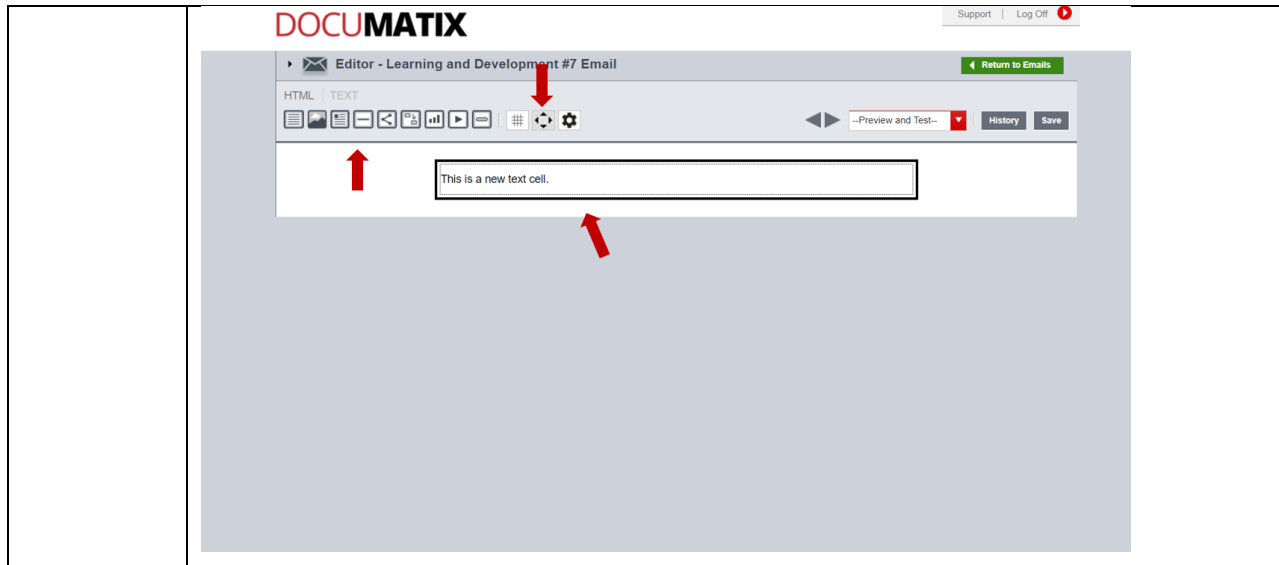 DOCUMATIX
Support | Log Off
Editor - Learning and Development #7 Email
Return to Emails
HTML | TEXT
--Preview and Test--
History
Save
This is a new text cell.